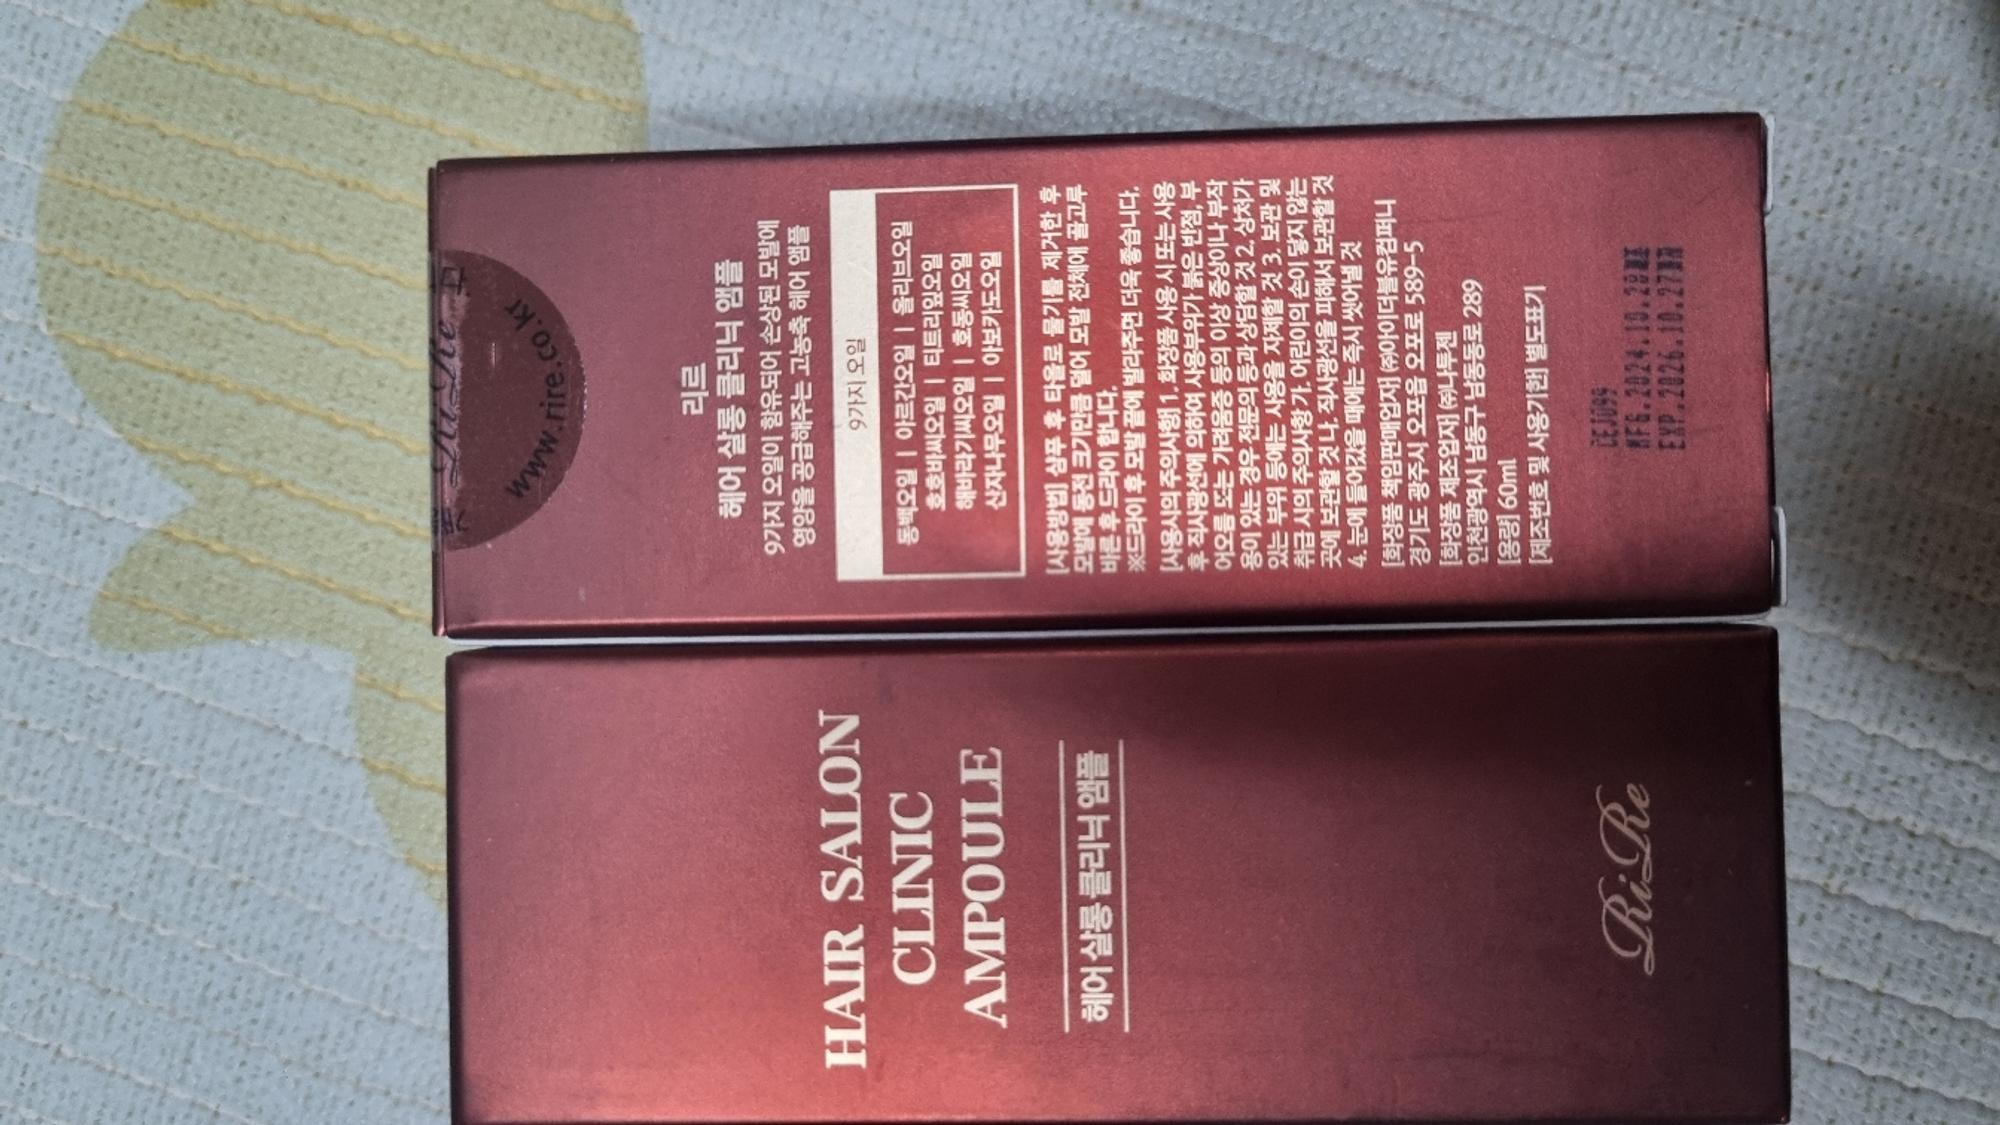 RiRe
www.rire.co.kr
리르
헤어 살롱 클리닉 앰플
9가지 오일이 함유되어 손상된 모발에
영양을 공급해주는 고농축 헤어 앰플
9가지 오일
동백오일 | 아르간오일 | 올리브오일
호호바씨오일 | 티트리잎오일
해바라기씨오일 | 호동씨오일
산자나무오일 | 아보카도오일
[사용방법] 샴푸 후 타올로 물기를 제거한 후
모발에 동전 크기만큼 덜어 모발 전체에 골고루
바른 후 드라이 합니다.
※드라이 후 모발 끝에 발라주면 더욱 좋습니다.
[사용시의 주의사항] 1. 화장품 사용 시 또는 사용
후 직사광선에 의하여 사용부위가 붉은 반점, 부
어오름 또는 가려움증 등의 이상 증상이나 부작
용이 있는 경우 전문의 등과 상담할 것 2. 상처가
있는 부위 등에는 사용을 자제할 것 3. 보관 및
취급 시의 주의사항 가. 어린이의 손이 닿지 않는
곳에 보관할 것 나. 직사광선을 피해서 보관할 것
4. 눈에 들어갔을 때에는 즉시 씻어낼 것
[화장품 책임판매업자] ㈜아이더블유컴퍼니
경기도 광주시 오포읍 오포로 589-5
[화장품 제조업자] ㈜나투젠
인천광역시 남동구 남동동로 289
[용량] 60ml
[제조번호 및 사용기한] 별도표기
MFG.2024.10.28
EXP.2026.10.27
HAIR SALON
CLINIC
AMPOULE
헤어 살롱 클리닉 앰플
RiRe